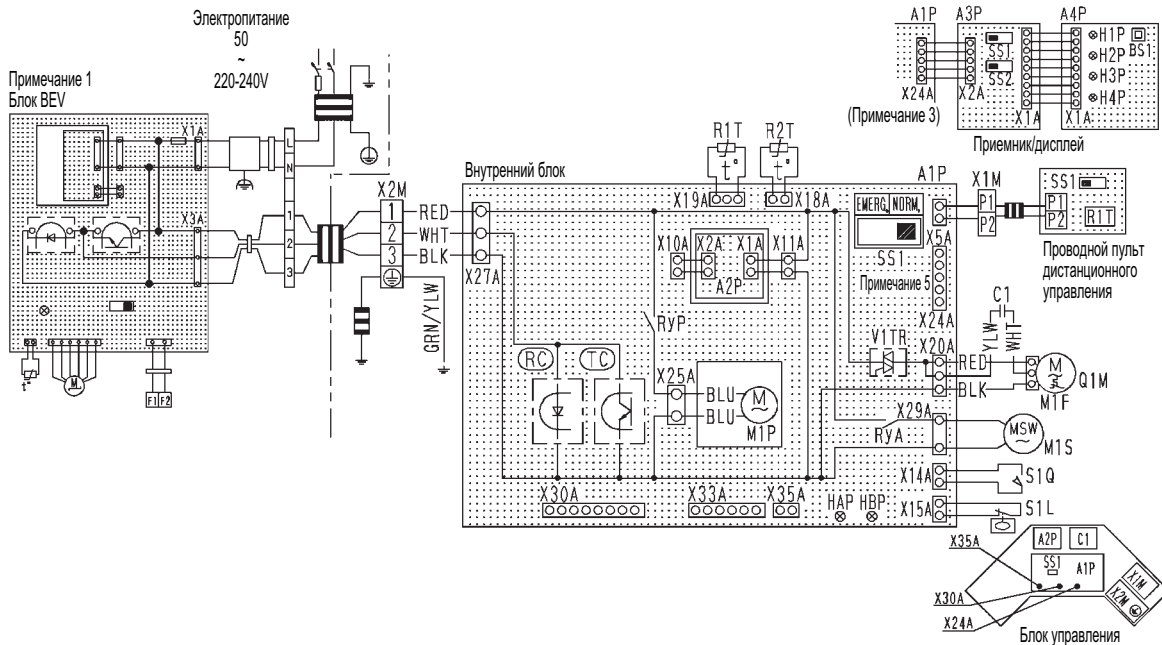 Электропитание
50
~
220-240V
Примечание 1
Блок BEV
X1A
L
N
X3A
1
2
3
t°
M
F1 F2
X2M
1 RED
2 WHT
3 BLK
X27A
GRN/YLW
Внутренний блок
A1P
R1T
R2T
t°
t°
X19A
X18A
X10A
X2A
X1A
X11A
A2P
EMERG.
NORM.
SS1
Примечание 5
X5A
X24A
RyP
RC
TC
X25A
BLU
BLU
M
~
M1P
V1TR
X20A
RED
BLK
YLW
C1
WHT
M
~
Q1M
M1F
X29A
RyA
MSW
~
M1S
X14A
S1Q
X15A
S1L
X30A
X33A
X35A
HAP
HBP
A1P
A3P
A4P
SS1
SS2
H1P
H2P
H3P
H4P
BS1
X24A
X2A
X1A
X1A
(Примечание 3)
Приемник/дисплей
X1M
P1
P2
SS1
P1
P2
R1T
Проводной пульт
дистанционного
управления
X35A
A2P
C1
SS1
A1P
X1M
X2M
X30A
X24A
Блок управления